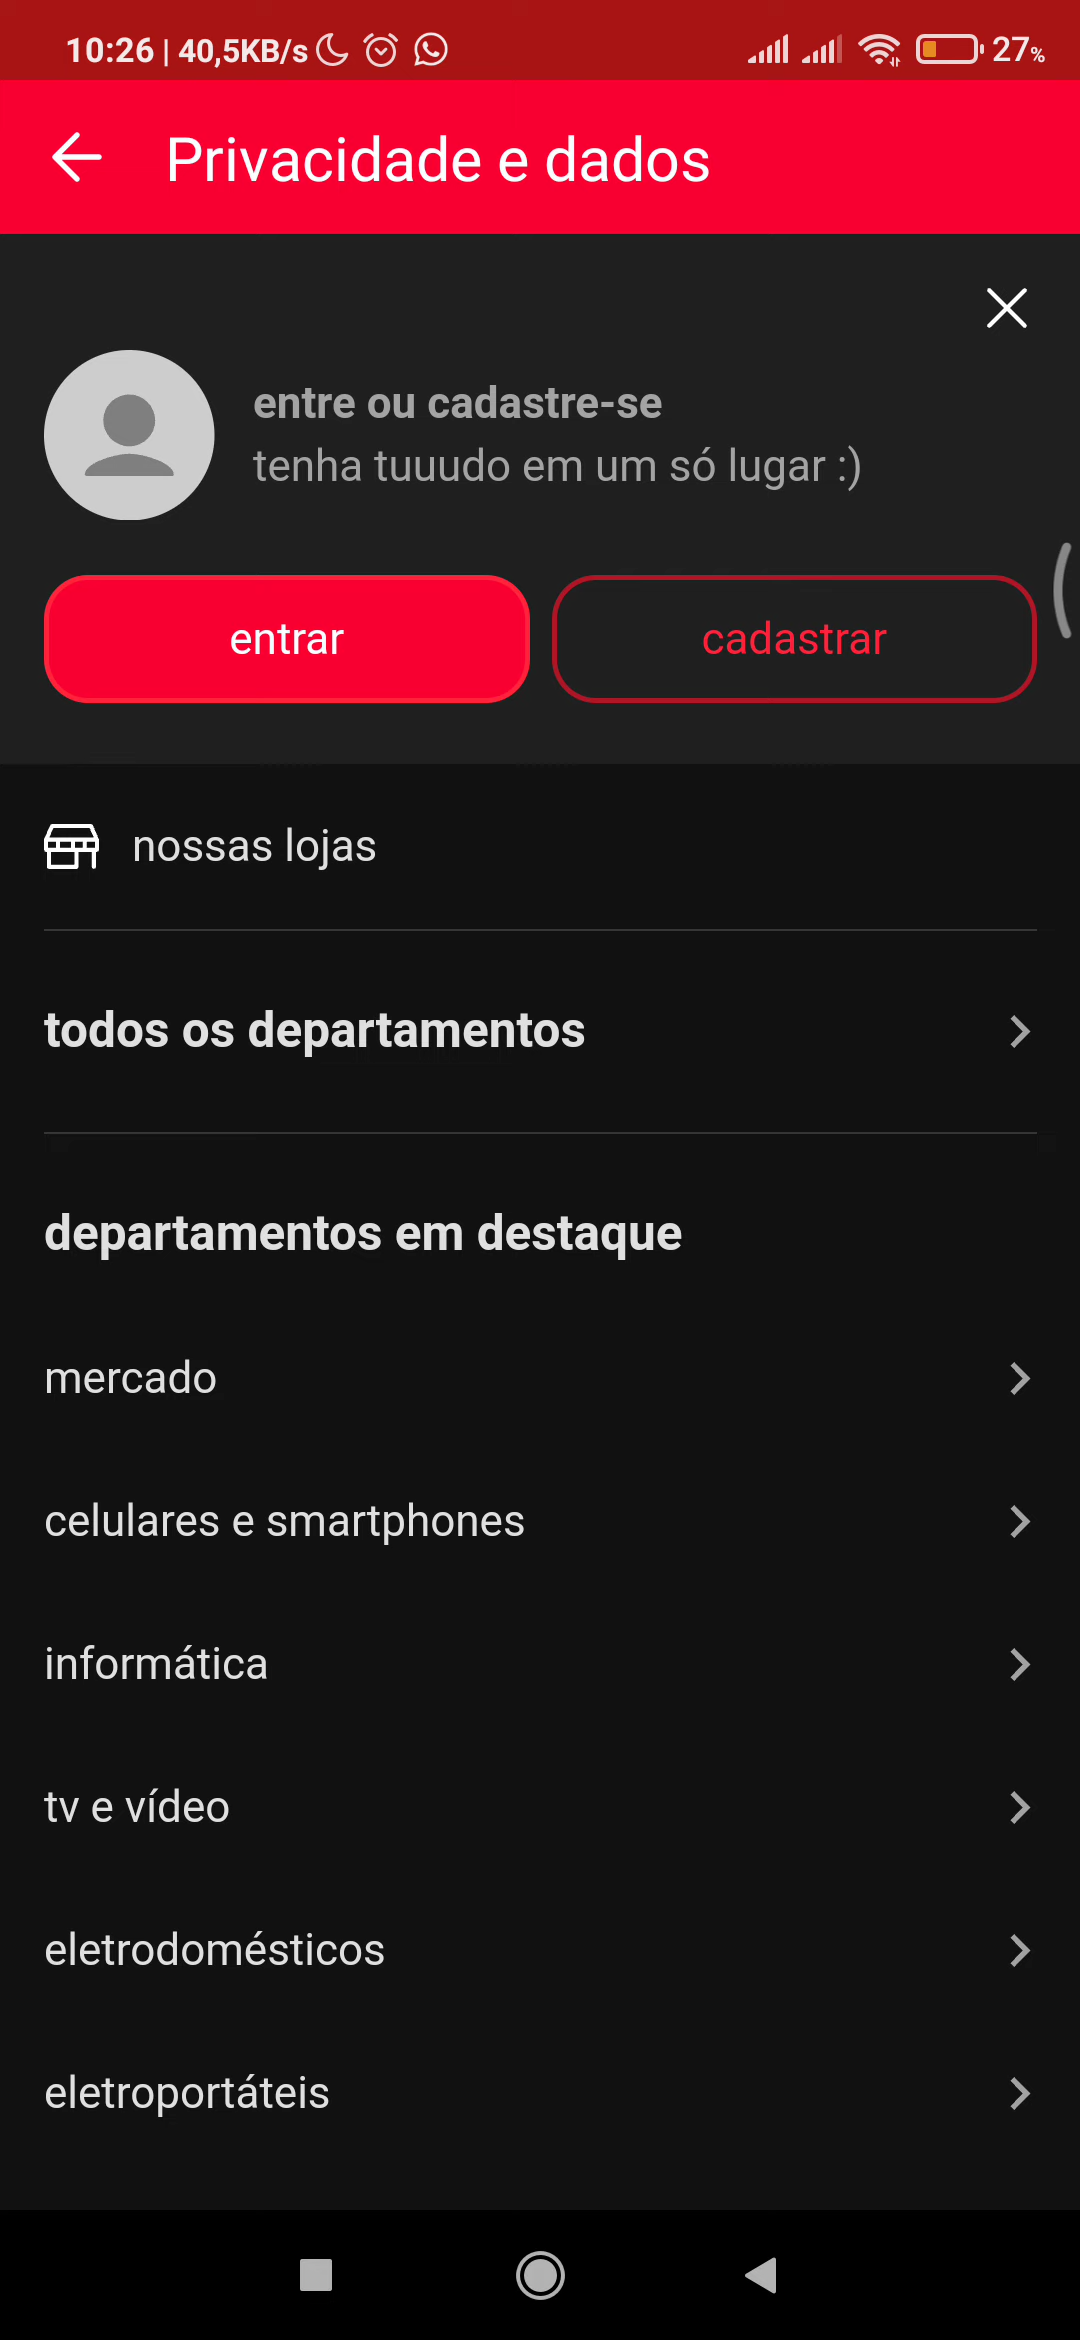 10:26 | 40,5KB/s
27%
Privacidade e dados
entre ou cadastre-se
tenha tuuudo em um só lugar :)
entrar
cadastrar
nossas lojas
todos os departamentos
departamentos em destaque
mercado
celulares e smartphones
informática
tv e vídeo
eletrodomésticos
eletroportáteis